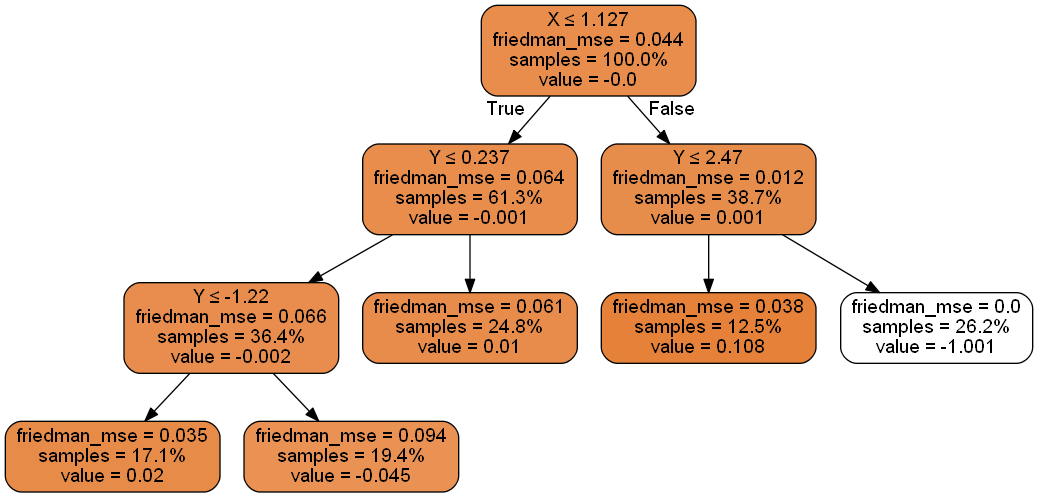 X ≤ 1.127
friedman_mse = 0.044
samples = 100.0%
value = -0.0
True
False
Y ≤ 0.237
friedman_mse = 0.064
samples = 61.3%
value = -0.001
Y ≤ 2.47
friedman_mse = 0.012
samples = 38.7%
value = 0.001
Y ≤ -1.22
friedman_mse = 0.066
samples = 36.4%
value = -0.002
friedman_mse = 0.061
samples = 24.8%
value = 0.01
friedman_mse = 0.038
samples = 12.5%
value = 0.108
friedman_mse = 0.0
samples = 26.2%
value = -1.001
friedman_mse = 0.035
samples = 17.1%
value = 0.02
friedman_mse = 0.094
samples = 19.4%
value = -0.045